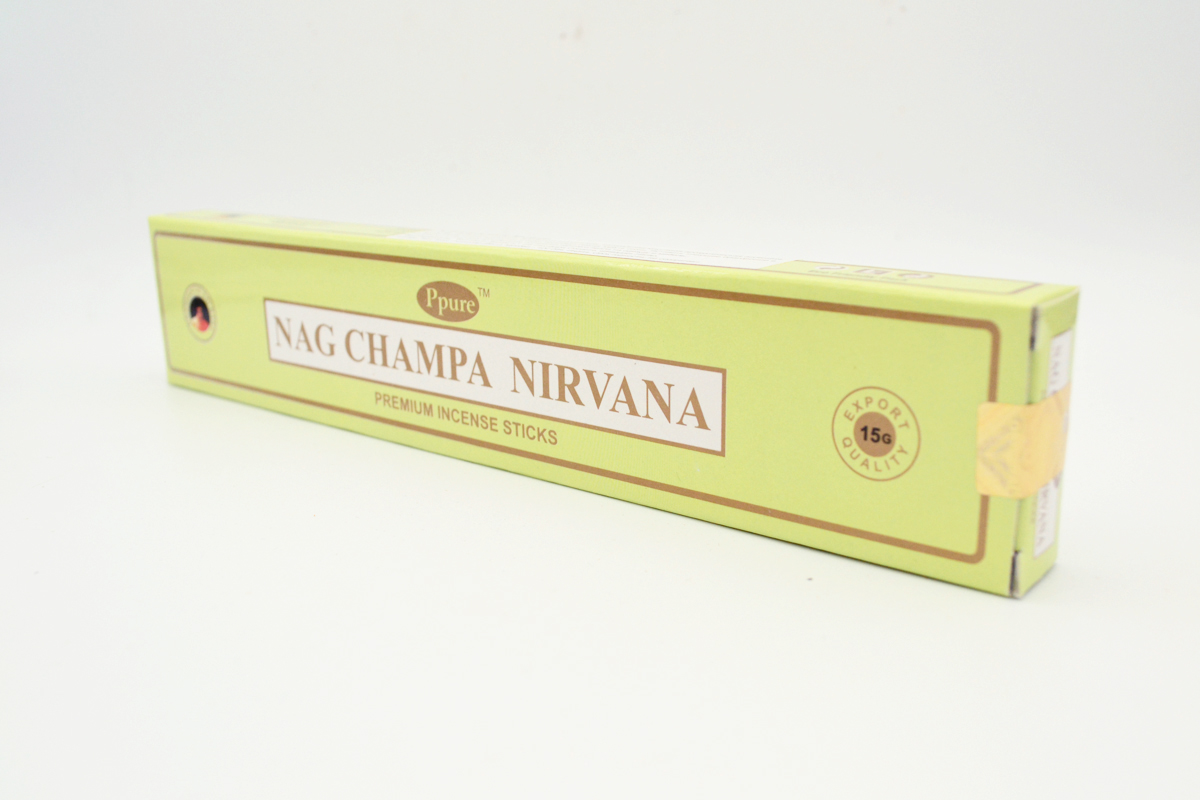 Ppure™
NAG CHAMPA NIRVANA
PREMIUM INCENSE STICKS
EXPORT
15G
QUALITY